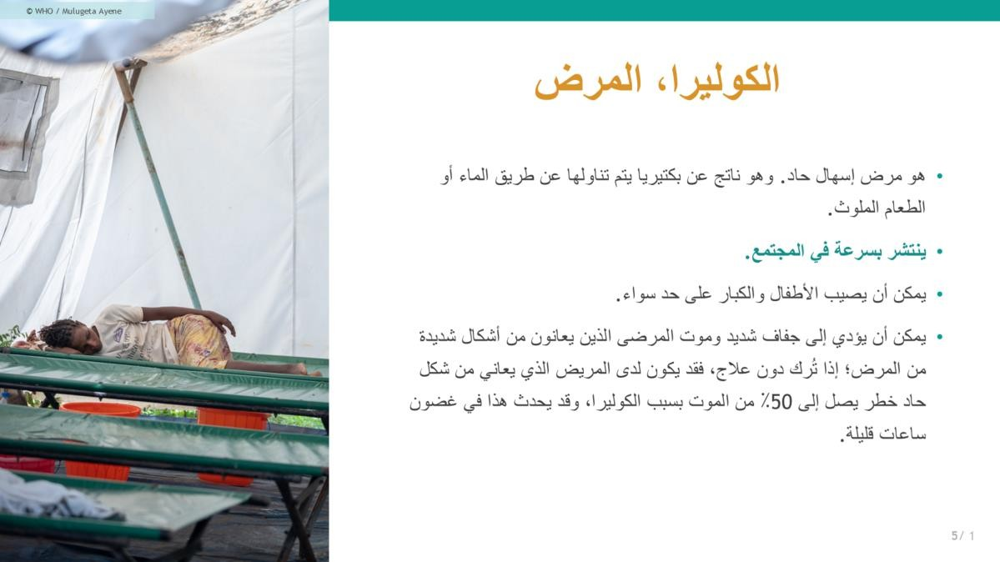 © WHO / Mulugeta Ayene
الكوليرا، المرض
• هو مرض إسهال حاد. وهو ناتج عن بكتيريا يتم تناولها عن طريق الماء أو
الطعام الملوث.
• ينتشر بسرعة في المجتمع.
• يمكن أن يصيب الأطفال والكبار على حد سواء.
• يمكن أن يؤدي إلى جفاف شديد وموت المرضى الذين يعانون من أشكال شديدة
من المرض؛ إذا تُرك دون علاج، فقد يكون لدى المريض الذي يعاني من شكل
حاد خطر يصل إلى 50٪ من الموت بسبب الكوليرا، وقد يحدث هذا في غضون
ساعات قليلة.
5/ 1